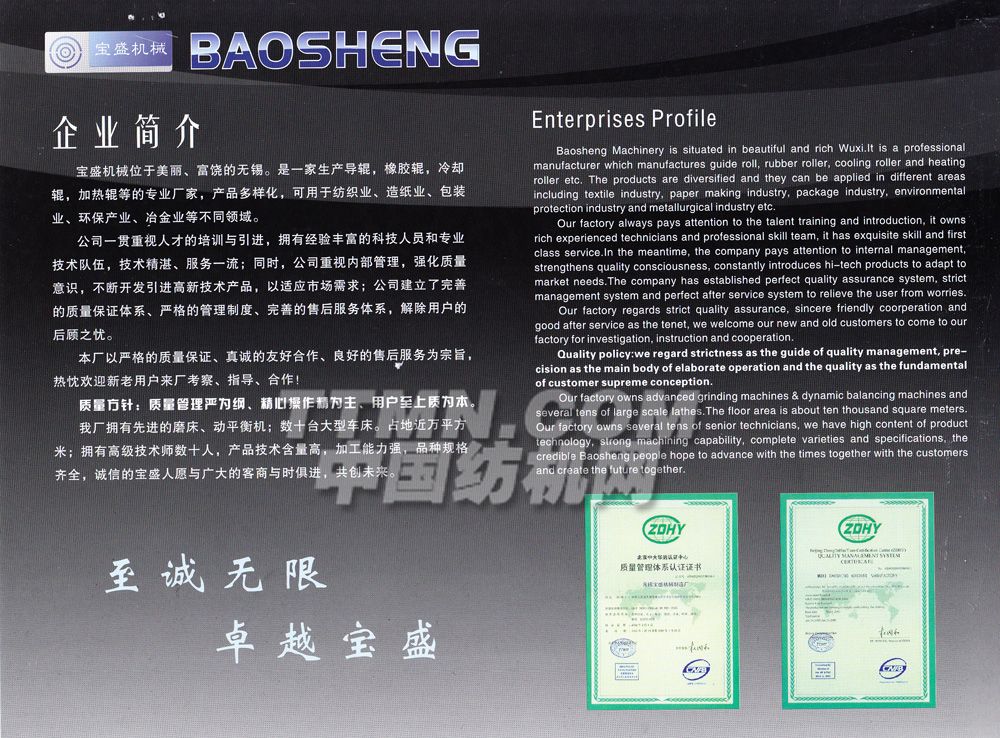 宝盛机械
BAOSHENG
企业简介
宝盛机械位于美丽、富饶的无锡。是一家生产导辊，橡胶辊，冷却
辊，加热辊等的专业厂家，产品多样化，可用于纺织业、造纸业、包装
业、环保产业、冶金业等不同领域。
公司一贯重视人才的培训与引进，拥有经验丰富的科技人员和专业
技术队伍，技术精湛、服务一流；同时，公司重视内部管理，强化质量
意识，不断开发引进高新技术产品，以适应市场需求；公司建立了完善
的质量保证体系、严格的管理制度、完善的售后服务体系，解除用户的
后顾之忧。
本厂以严格的质量保证、真诚的友好合作、良好的售后服务为宗旨，
热忱欢迎新老用户来厂考察、指导、合作！
质量方针：质量管理严为纲、精心操作精为主、用户至上质为本。
我厂拥有先进的磨床、动平衡机；数十台大型车床。占地近万平方
米；拥有高级技术师数十人，产品技术含量高，加工能力强，品种规格
齐全，诚信的宝盛人愿与广大的客商与时俱进，共创未来。
至诚无限
卓越宝盛
Enterprises Profile
Baosheng Machinery is situated in beautiful and rich Wuxi.It is a professional
manufacturer which manufactures guide roll, rubber roller, cooling roller and heating
roller etc. The products are diversified and they can be applied in different areas
including textile industry, paper making industry, package industry, environmental
protection industry and metallurgical industry etc.
Our factory always pays attention to the talent training and introduction, it owns
rich experienced technicians and professional skill team, it has exquisite skill and first
class service.In the meantime, the company pays attention to internal management,
strengthens quality consciousness, constantly introduces hi-tech products to adapt to
market needs.The company has established perfect quality assurance system, strict
management system and perfect after service system to relieve the user from worries.
Our factory regards strict quality assurance, sincere friendly coorperation and
good after service as the tenet, we welcome our new and old customers to come to our
factory for investigation, instruction and cooperation.
Quality policy:we regard strictness as the guide of quality management, pre-
cision as the main body of elaborate operation and the quality as the fundamental
of customer supreme conception.
Our factory owns advanced grinding machines & dynamic balancing machines and
several tens of large scale lathes.The floor area is about ten thousand square meters.
Our factory owns several tens of senior technicians, we have high content of product
technology, strong machining capability, complete varieties and specifications, the
credible Baosheng people hope to advance with the times together with the customers
and create the future together.
TTMN.COM
中国纺机网
ZDHY
北京中大华远认证中心
质量管理体系认证证书
无锡宝盛机械制造厂
CNAB
ZDHY
QUALITY MANAGEMENT SYSTEM
CERTIFICATE
CNAB